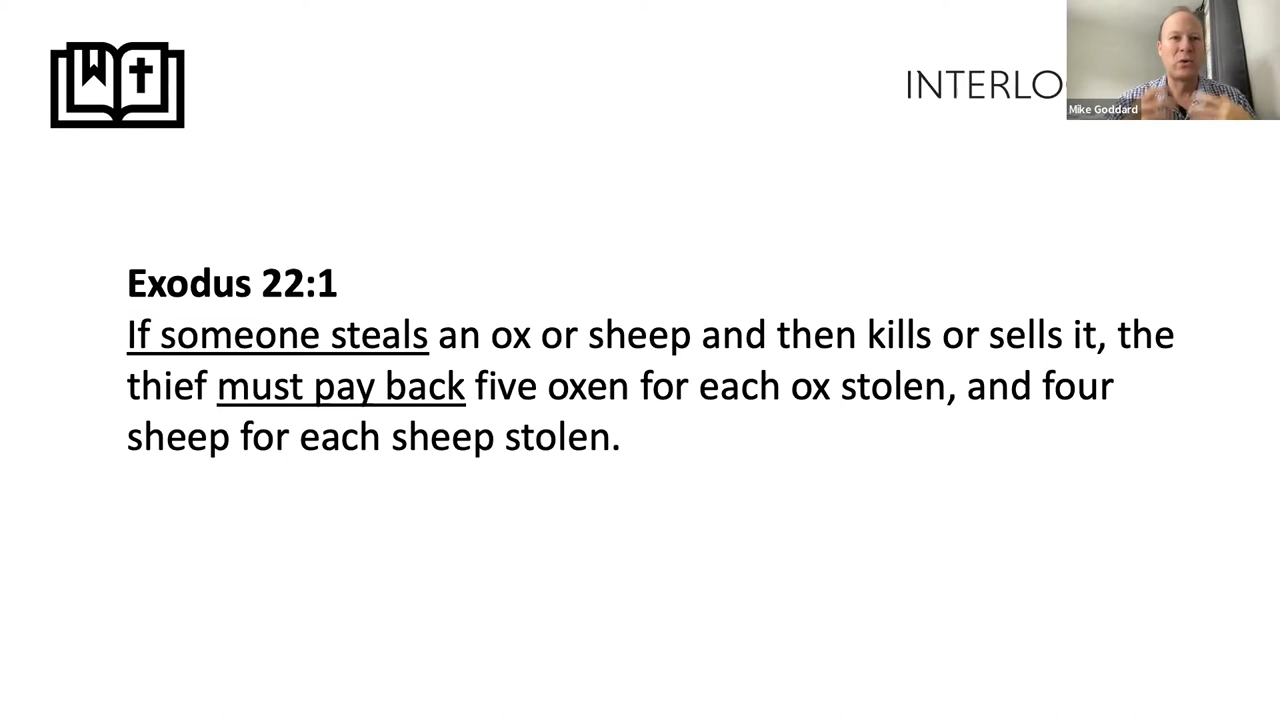 INTERLO
Mike Goddard
Exodus 22:1
If someone steals an ox or sheep and then kills or sells it, the
thief must pay back five oxen for each ox stolen, and four
sheep for each sheep stolen.